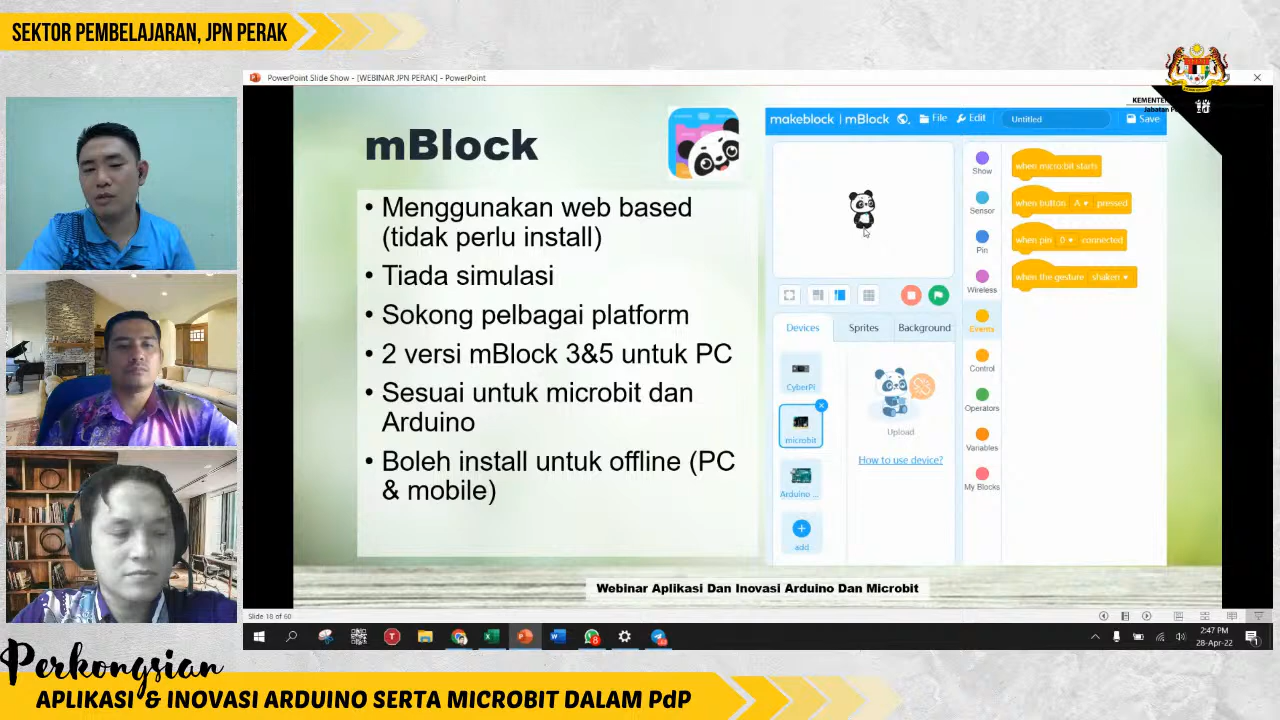 SEKTOR PEMBELAJARAN, JPN PERAK
PowerPoint Slide Show - [WEBINAR JPN PERAK] - PowerPoint
mBlock
• Menggunakan web based
(tidak perlu install)
• Tiada simulasi
• Sokong pelbagai platform
• 2 versi mBlock 3&5 untuk PC
• Sesuai untuk microbit dan
Arduino
• Boleh install untuk offline (PC
& mobile)
makeblock | mBlock
File
Edit
Untitled
Save
Devices
Sprites
Background
CyberPi
microbit
Arduino ...
add
Upload
How to use device?
Show
Sensor
Pin
Wireless
Events
Control
Operators
Variables
My Blocks
when microbit starts
when button A pressed
when pin 0 connected
when the gesture shaken
Webinar Aplikasi Dan Inovasi Arduino Dan Microbit
Slide 18 of 60
2:47 PM
28-Apr-22
Perkongsian
APLIKASI & INOVASI ARDUINO SERTA MICROBIT DALAM PdP